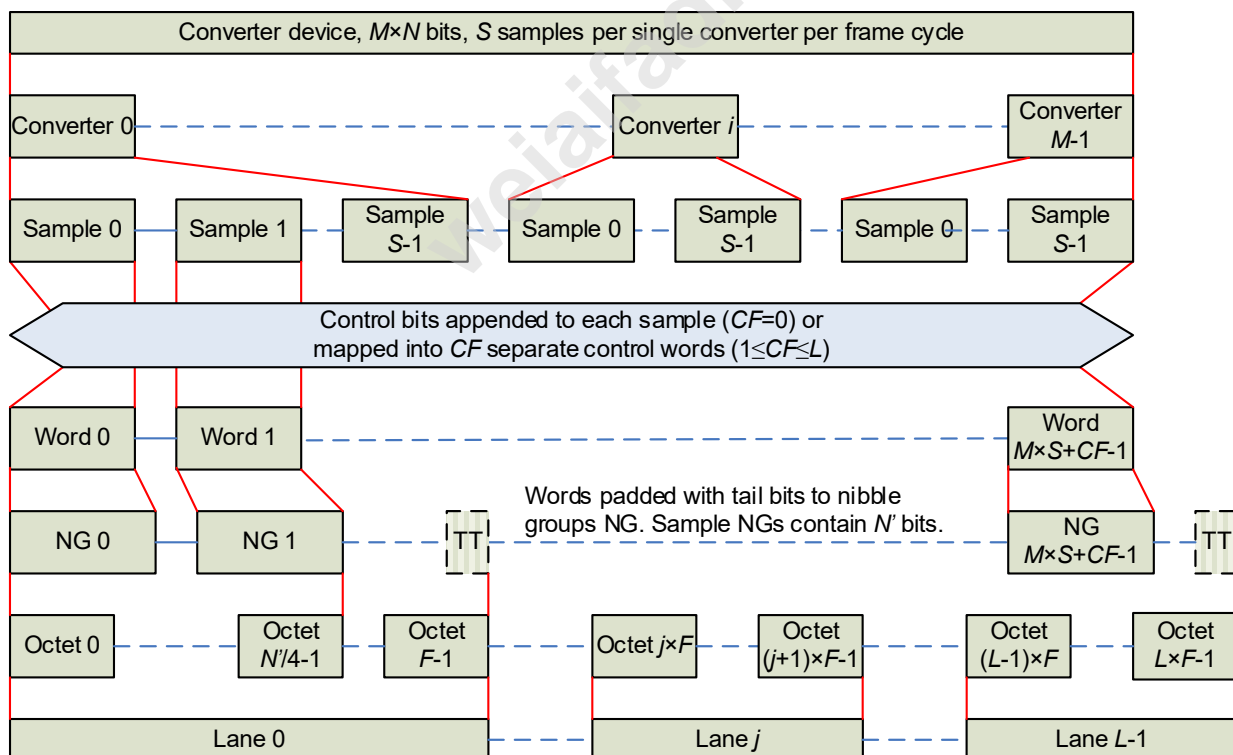 Converter device, M×N bits, S samples per single converter per frame cycle
Converter 0
Converter i
Converter
M-1
Sample 0
Sample 1
Sample
S-1
Sample 0
Sample
S-1
Sample 0
Sample
S-1
Control bits appended to each sample (CF=0) or
mapped into CF separate control words (1≤CF≤L)
Word 0
Word 1
Word
M×S+CF-1
Words padded with tail bits to nibble
groups NG. Sample NGs contain N' bits.
NG 0
NG 1
TT
NG
M×S+CF-1
TT
Octet 0
Octet
N'/4-1
Octet
F-1
Octet j×F
Octet
(j+1)×F-1
Octet
(L-1)×F
Octet
L×F-1
Lane 0
Lane j
Lane L-1